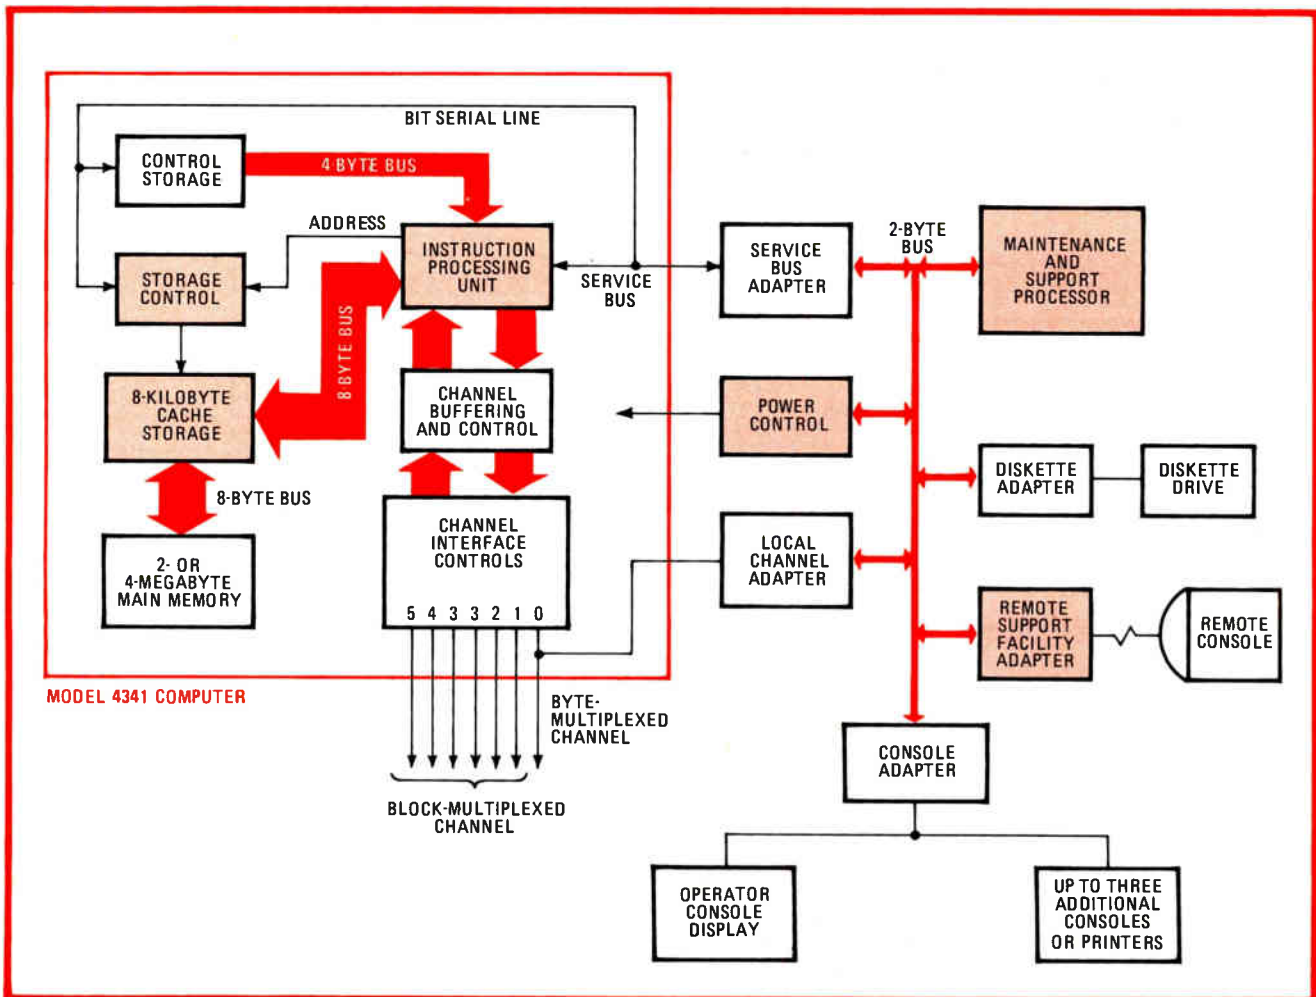 BIT SERIAL LINE
CONTROL
STORAGE
4 BYTE BUS
ADDRESS
STORAGE
CONTROL
INSTRUCTION
PROCESSING
UNIT
SERVICE
BUS
8-BYTE BUS
8-KILOBYTE
CACHE
STORAGE
CHANNEL
BUFFERING
AND CONTROL
8-BYTE BUS
2- OR
4-MEGABYTE
MAIN MEMORY
CHANNEL
INTERFACE
CONTROLS
5 4 3 3 2 1 0
MODEL 4341 COMPUTER
BYTE-
MULTIPLEXED
CHANNEL
BLOCK-MULTIPLEXED
CHANNEL
SERVICE
BUS
ADAPTER
2-BYTE
BUS
MAINTENANCE
AND
SUPPORT
PROCESSOR
POWER
CONTROL
DISKETTE
ADAPTER
DISKETTE
DRIVE
LOCAL
CHANNEL
ADAPTER
REMOTE
SUPPORT
FACILITY
ADAPTER
REMOTE
CONSOLE
CONSOLE
ADAPTER
OPERATOR
CONSOLE
DISPLAY
UP TO THREE
ADDITIONAL
CONSOLES
OR PRINTERS